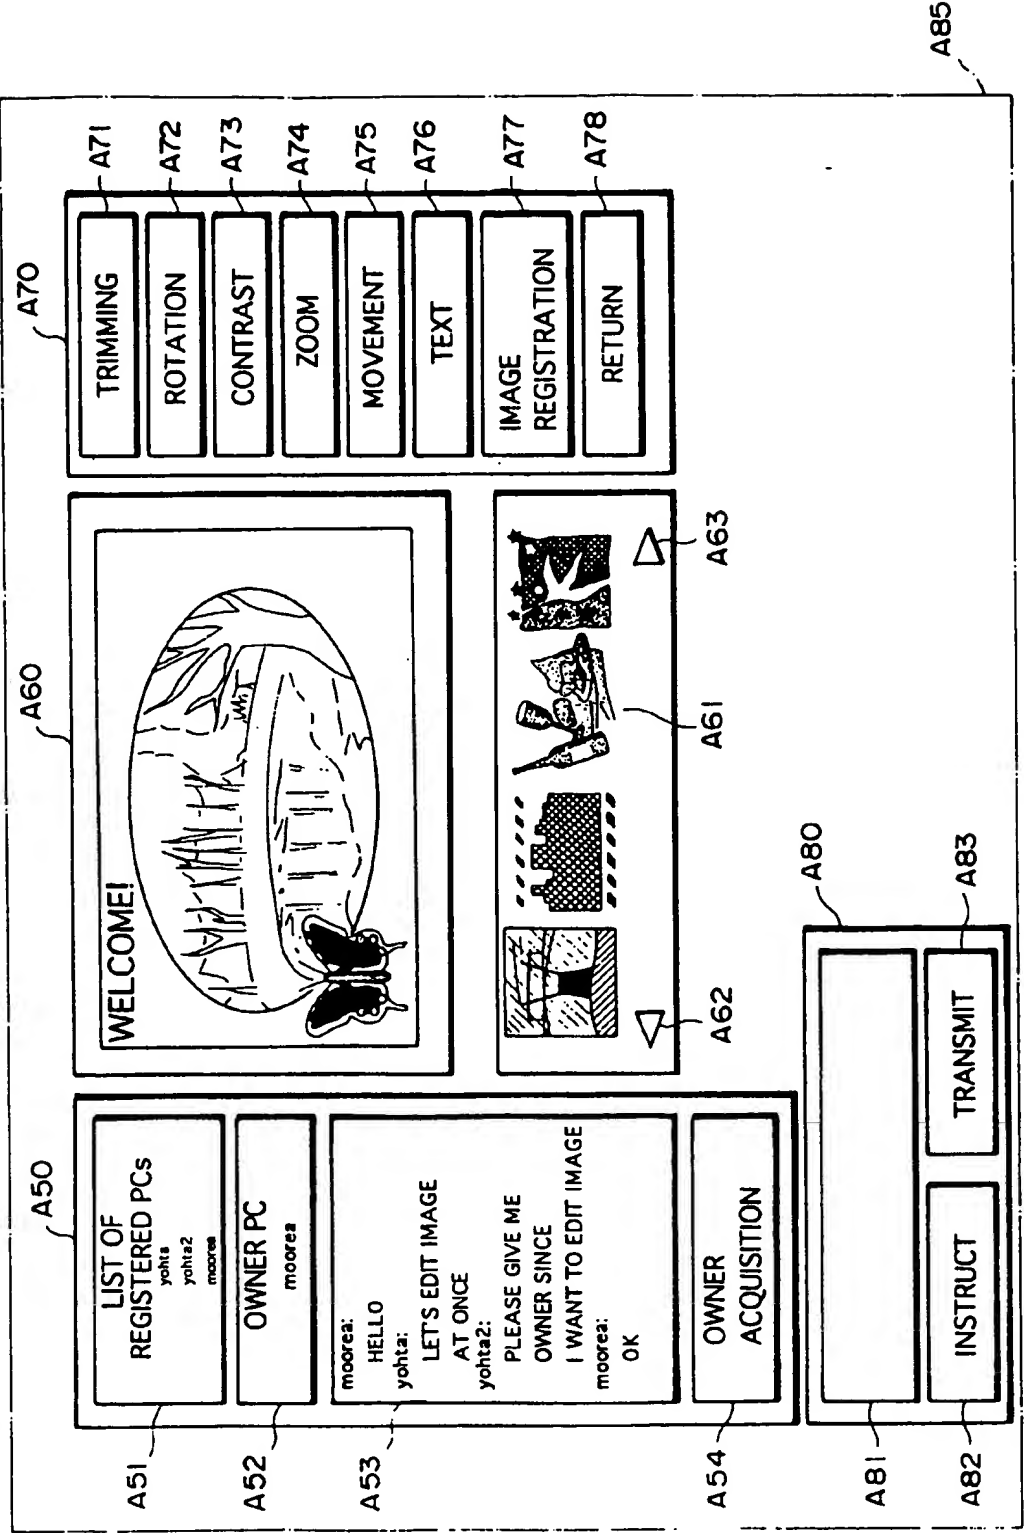 A50
LIST OF
REGISTERED PCs
yohta
yohta2
moorea
A51
OWNER PC
moorea
A52
moorea:
HELLO
yohta:
LET'S EDIT IMAGE
AT ONCE
yohta2:
PLEASE GIVE ME
OWNER SINCE
I WANT TO EDIT IMAGE
moorea:
OK
A53
OWNER
ACQUISITION
A54
A60
WELCOME!
A61
A62
A63
A70
TRIMMING
A71
ROTATION
A72
CONTRAST
A73
ZOOM
A74
MOVEMENT
A75
TEXT
A76
IMAGE
REGISTRATION
A77
RETURN
A78
A80
A81
INSTRUCT
A82
TRANSMIT
A83
A85